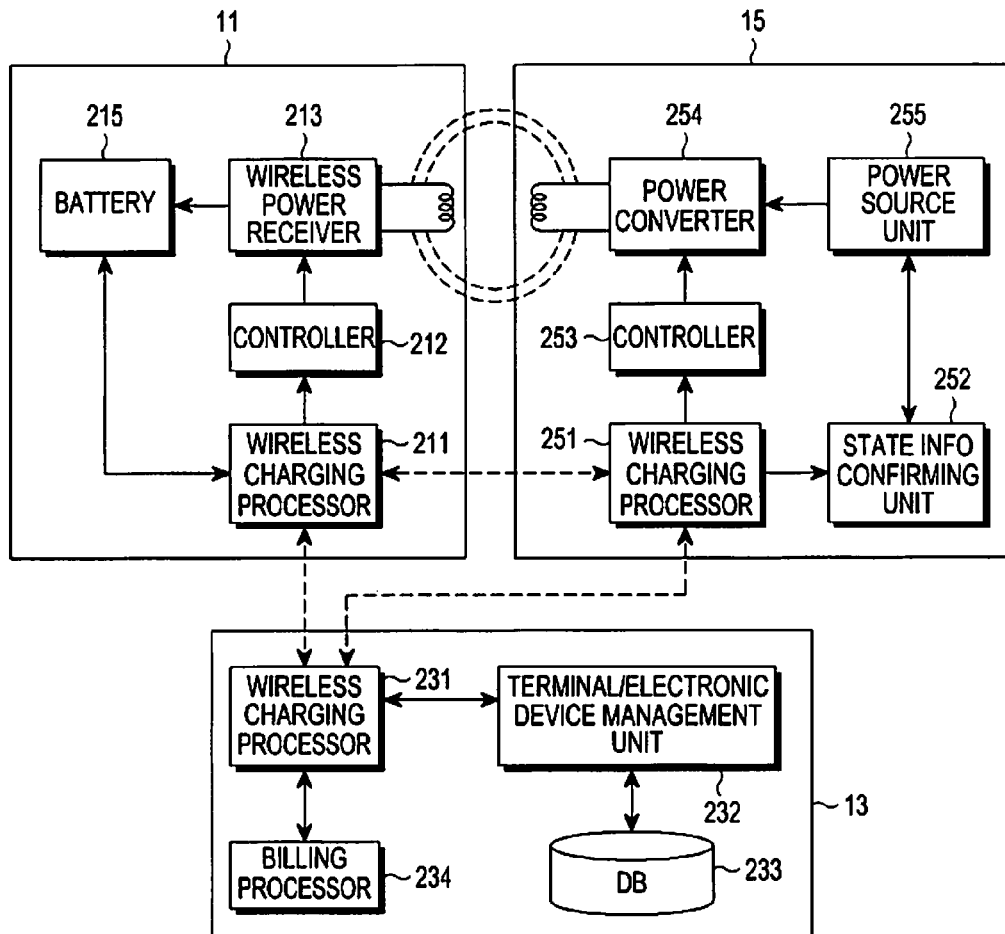 11
15
215
213
254
255
BATTERY
WIRELESS
POWER
RECEIVER
POWER
CONVERTER
POWER
SOURCE
UNIT
CONTROLLER
212
253
CONTROLLER
252
WIRELESS
CHARGING
PROCESSOR
211
251
WIRELESS
CHARGING
PROCESSOR
STATE INFO
CONFIRMING
UNIT
WIRELESS
CHARGING
PROCESSOR
231
TERMINAL/ELECTRONIC
DEVICE MANAGEMENT
UNIT
232
13
BILLING
PROCESSOR
234
DB
233